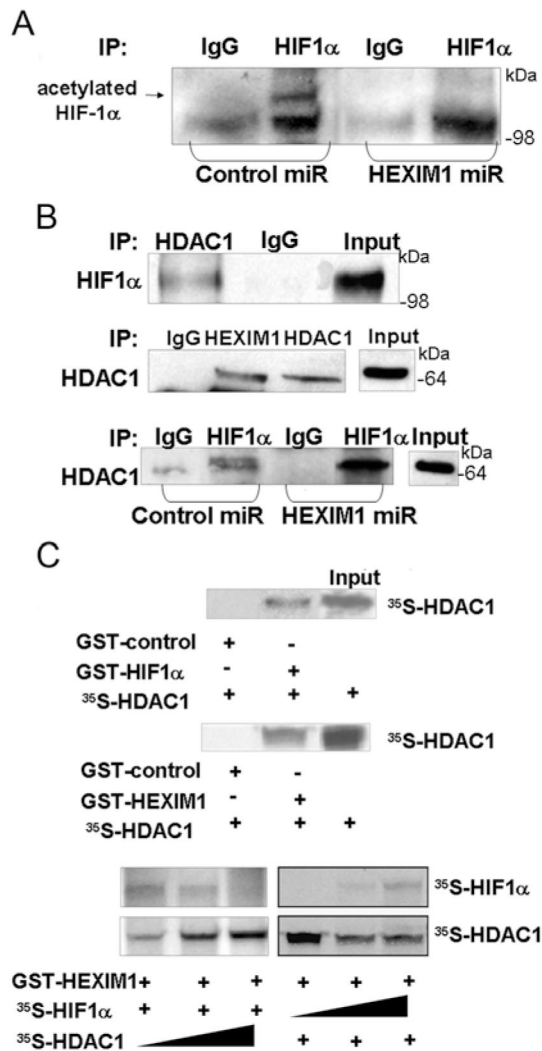 A
IP: IgG HIF1α IgG HIF1α
kDa
acetylated
HIF-1α
-98
Control miR HEXIM1 miR
B
IP: HDAC1 IgG Input
kDa
HIF1α
-98
IP: IgG HEXIM1 HDAC1 Input
kDa
HDAC1 -64
IP: IgG HIF1α IgG HIF1α Input
kDa
HDAC1 -64
Control miR HEXIM1 miR
C
Input
³⁵S-HDAC1
GST-control + -
GST-HIF1α - +
³⁵S-HDAC1 + + +
³⁵S-HDAC1
GST-control + -
GST-HEXIM1 - +
³⁵S-HDAC1 + + +
³⁵S-HIF1α
³⁵S-HDAC1
GST-HEXIM1 + + + + + +
³⁵S-HIF1α + + +
³⁵S-HDAC1 + + +